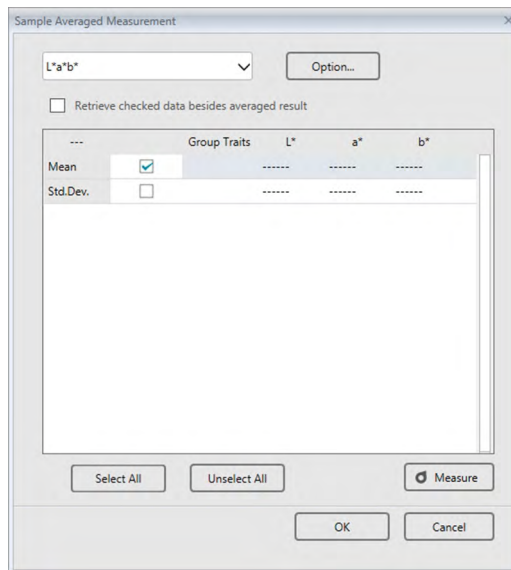 Sample Averaged Measurement
L*a*b*
Option...
Retrieve checked data besides averaged result
--- Group Traits L* a* b*
Mean ------ ------ ------
Std.Dev. ------ ------ ------
Select All Unselect All Measure
OK Cancel